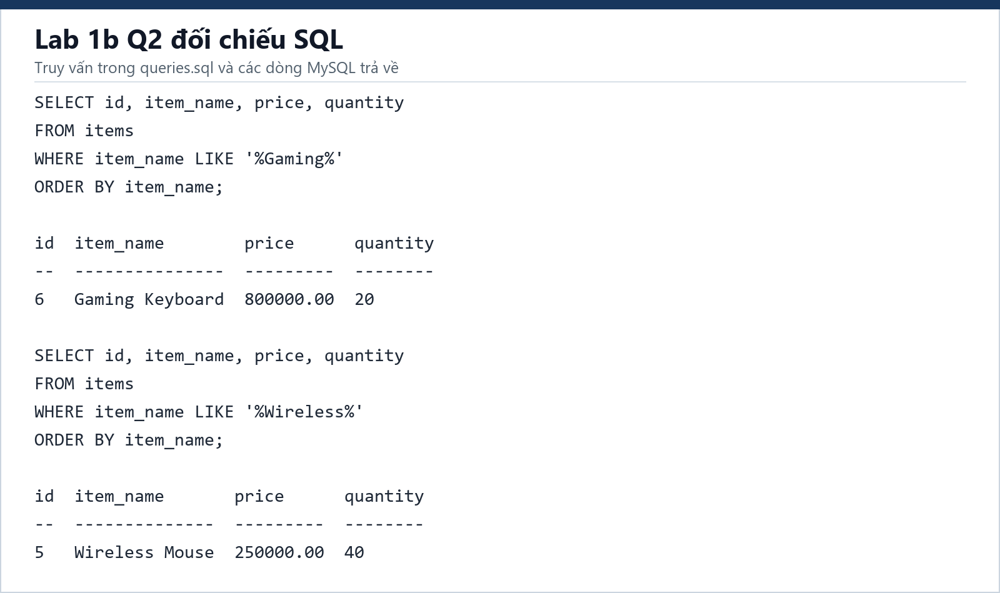 Lab 1b Q2 đối chiếu SQL
Truy vấn trong queries.sql và các dòng MySQL trả về
SELECT id, item_name, price, quantity
FROM items
WHERE item_name LIKE '%Gaming%'
ORDER BY item_name;
id  item_name        price      quantity
--  ---------------  ---------  --------
6   Gaming Keyboard  800000.00  20
SELECT id, item_name, price, quantity
FROM items
WHERE item_name LIKE '%Wireless%'
ORDER BY item_name;
id  item_name       price      quantity
--  --------------  ---------  --------
5   Wireless Mouse  250000.00  40